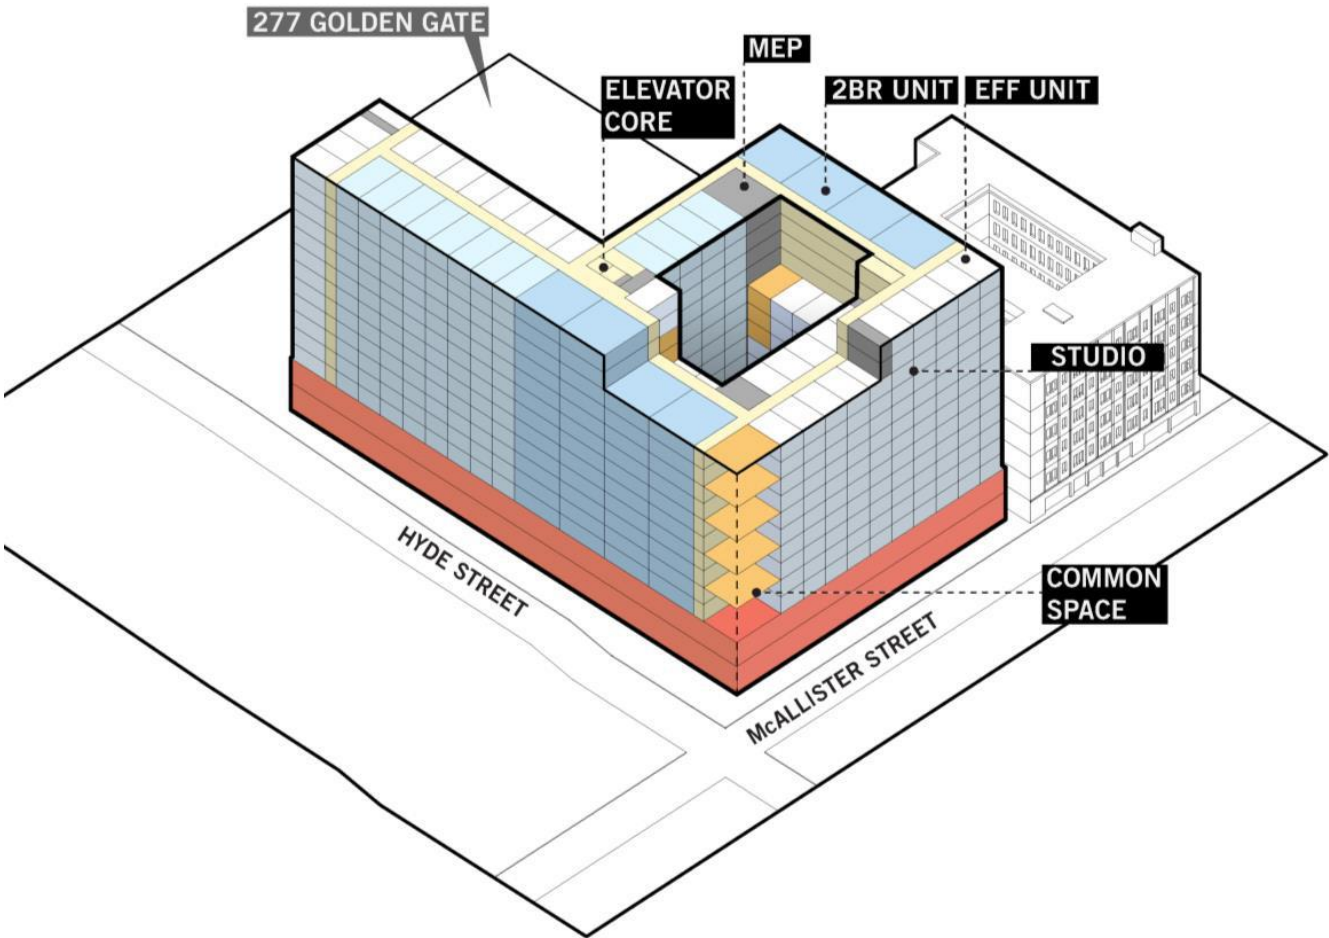 277 GOLDEN GATE
MEP
ELEVATOR
CORE
2BR UNIT
EFF UNIT
STUDIO
HYDE STREET
COMMON
SPACE
McALLISTER STREET